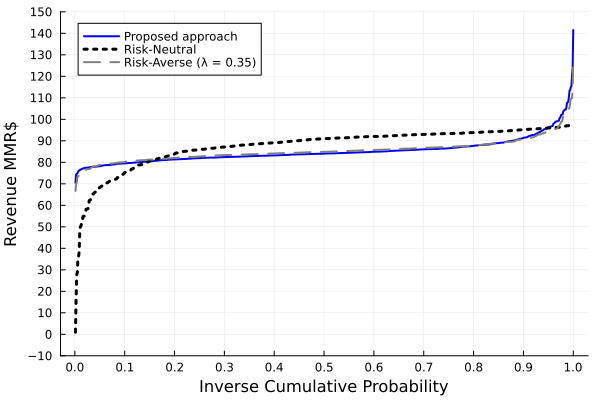 150
140
130
120
110
100
90
80
70
60
50
40
30
20
10
0
−10
Revenue MMR$
Proposed approach
Risk-Neutral
Risk-Averse (λ = 0.35)
0.0 0.1 0.2 0.3 0.4 0.5 0.6 0.7 0.8 0.9 1.0
Inverse Cumulative Probability